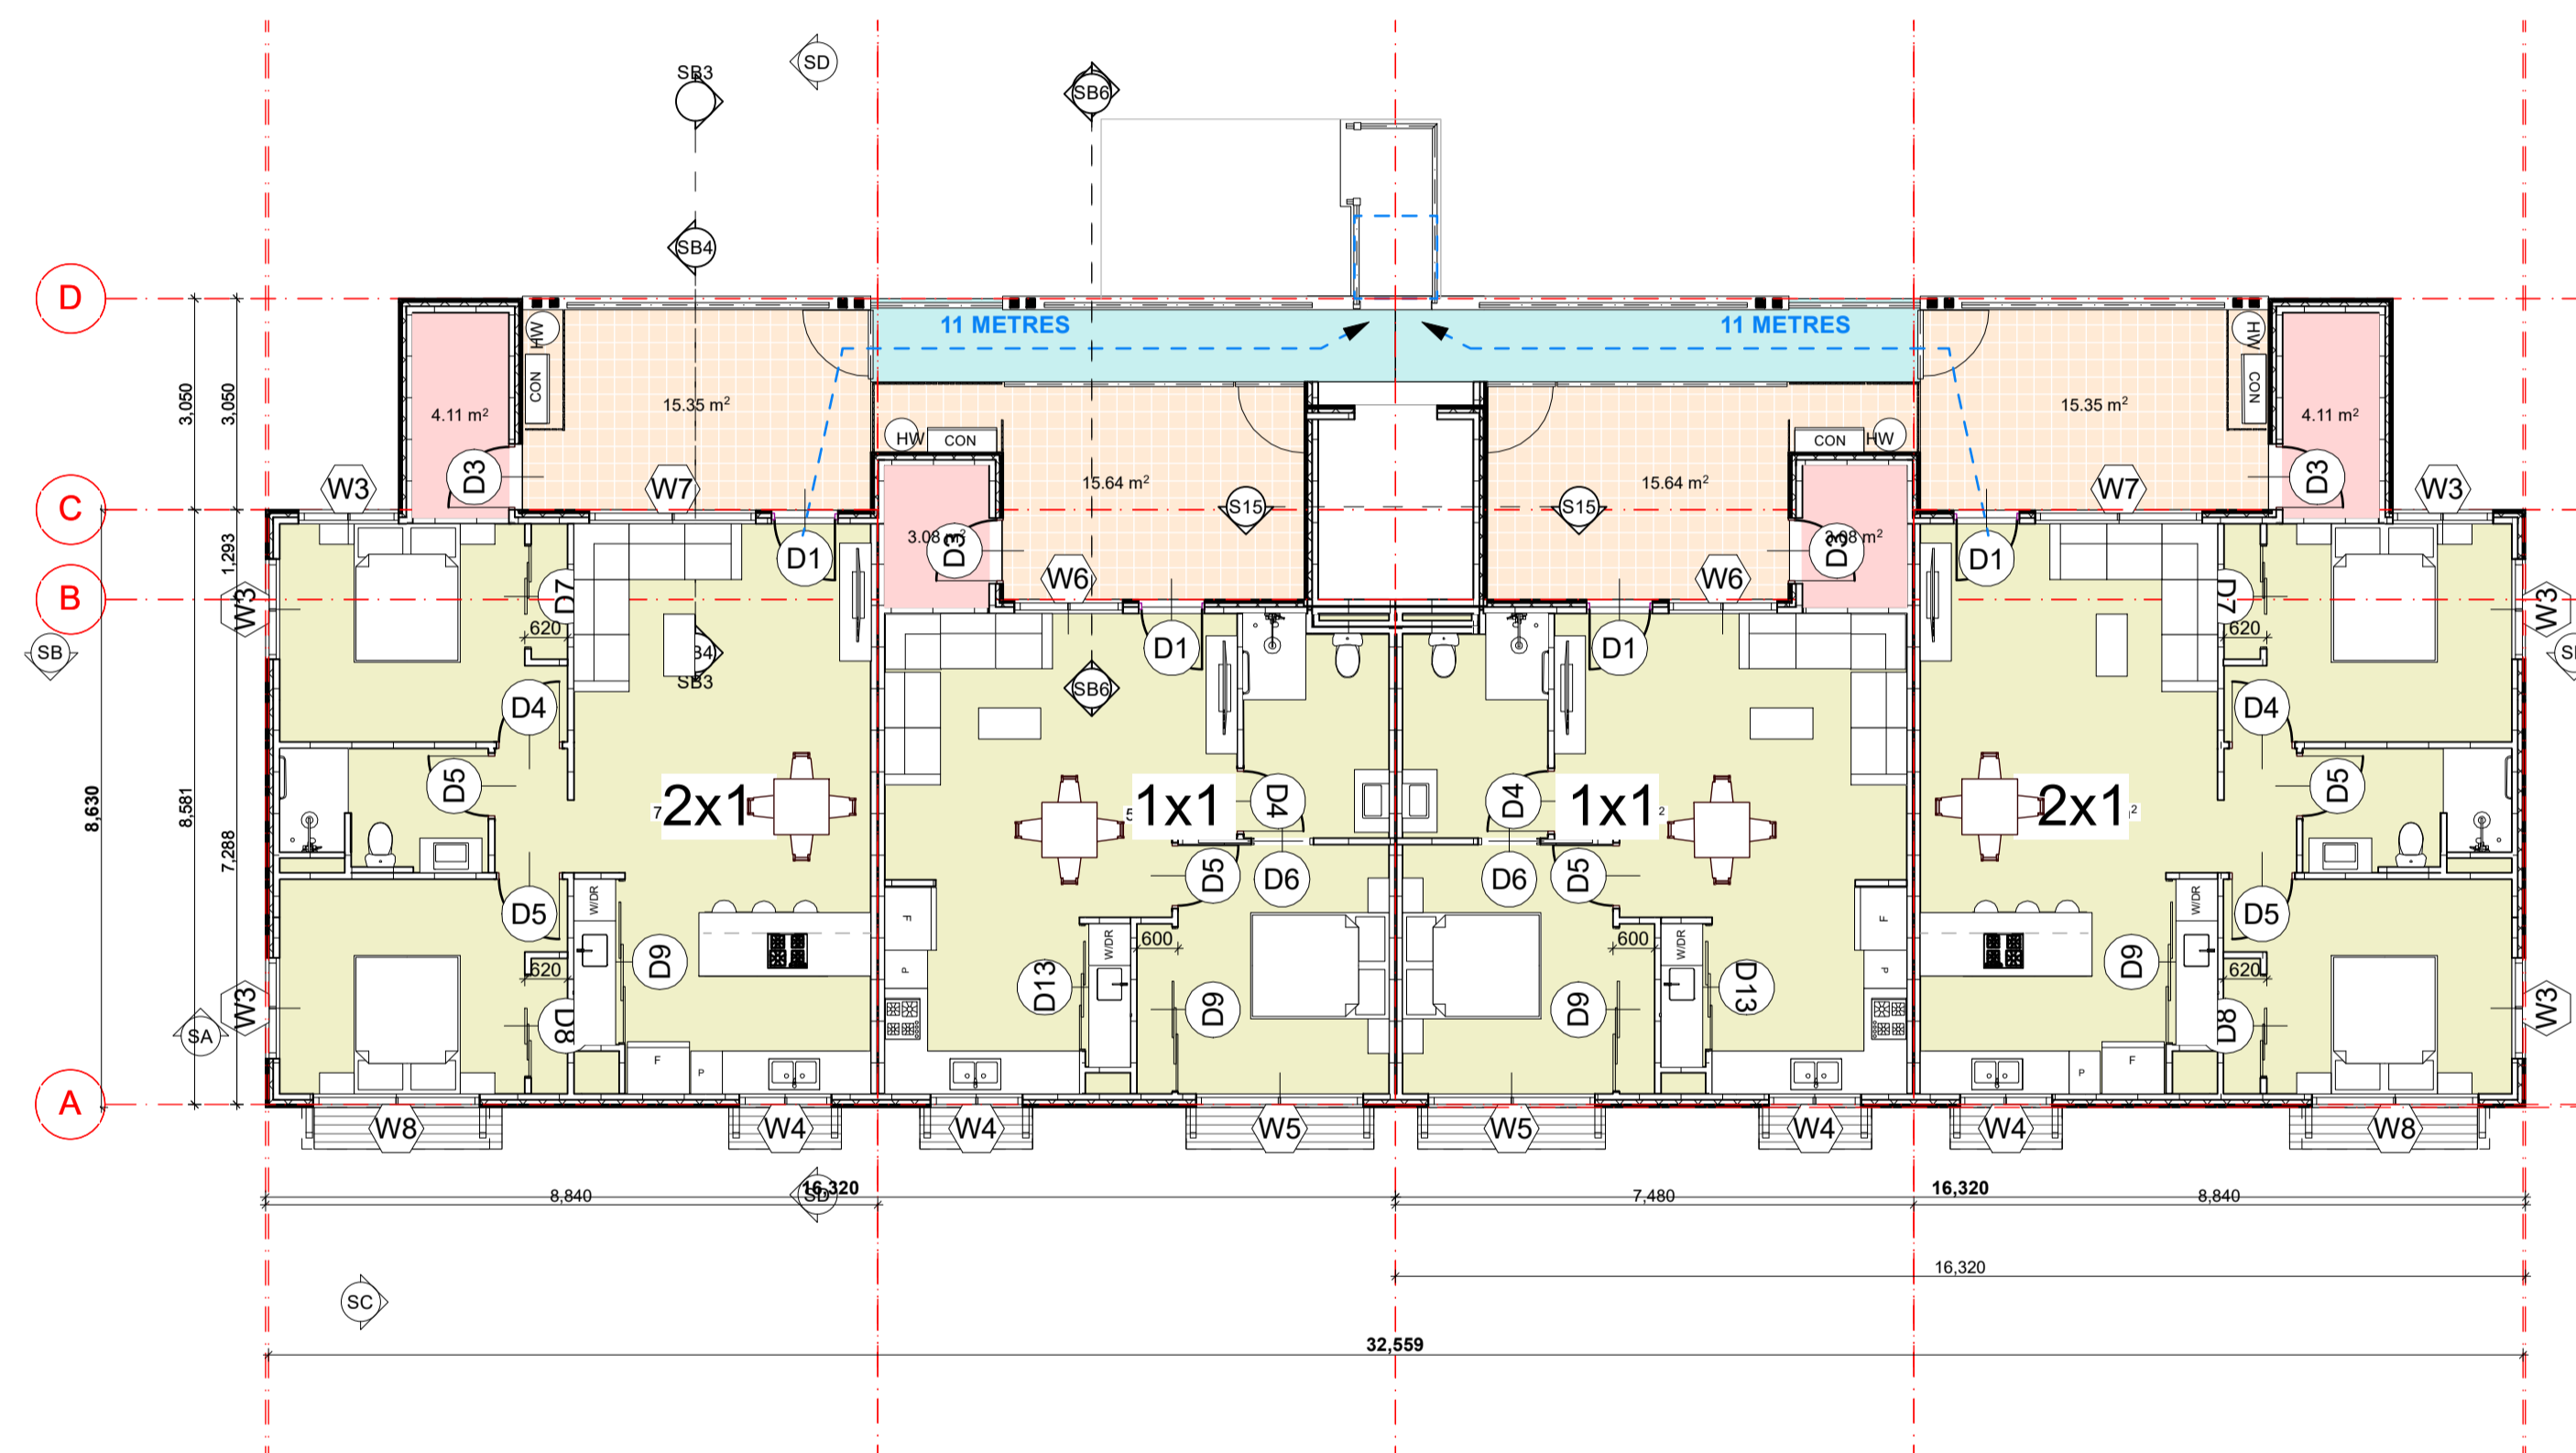 SD
SB3
SB6
SB4
D
11 METRES
11 METRES
HW
HW
CON
CON
3,050
3,050
4.11 m²
15.35 m²
15.35 m²
4.11 m²
HW
CON
CON
HW
D3
D3
W3
W7
15.64 m²
S15
S15
15.64 m²
W7
W3
C
1,293
D1
3.08 m²
D3
D3
3.08 m²
D1
W6
W6
B
W3
D7
D7
W3
620
620
SB
D1
D1
SB3
SB6
D4
D4
D5
D5
8,630
8,581
7,288
2x1
1x1
D4
D4
1x1
2x1
D5
D5
D6
D6
D5
D5
W/DR
W/DR
F
F
W/DR
W/DR
600
600
D9
D9
620
620
P
P
D13
D13
D9
D9
W3
W3
SA
D8
D8
F
P
P
F
A
W8
W4
W4
W5
W5
W4
W4
W8
8,840
16,320
SD
7,480
16,320
8,840
16,320
SC
32,559